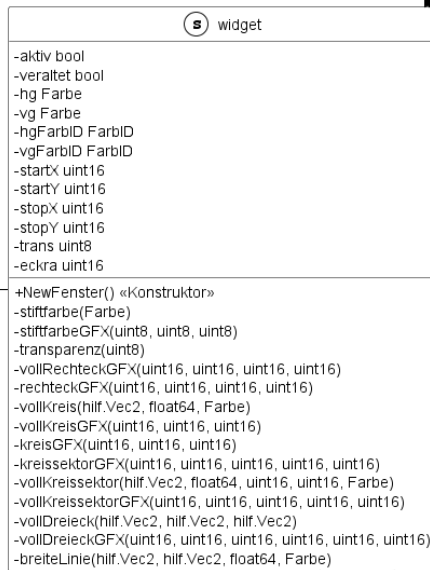 s widget
-aktiv bool
-veraltet bool
-hg Farbe
-vg Farbe
-hgFarbID FarbID
-vgFarbID FarbID
-startX uint16
-startY uint16
-stopX uint16
-stopY uint16
-trans uint8
-eckra uint16
+NewFenster() «Konstruktor»
-stiftfarbe(Farbe)
-stiftfarbeGFX(uint8, uint8, uint8)
-transparenz(uint8)
-vollRechteckGFX(uint16, uint16, uint16, uint16)
-rechteckGFX(uint16, uint16, uint16, uint16)
-vollKreis(hilf.Vec2, float64, Farbe)
-vollKreisGFX(uint16, uint16, uint16)
-kreisGFX(uint16, uint16, uint16)
-kreissektorGFX(uint16, uint16, uint16, uint16, uint16)
-vollKreissektor(hilf.Vec2, float64, uint16, uint16, Farbe)
-vollKreissektorGFX(uint16, uint16, uint16, uint16, uint16)
-vollDreieck(hilf.Vec2, hilf.Vec2, hilf.Vec2)
-vollDreieckGFX(uint16, uint16, uint16, uint16, uint16, uint16)
-breiteLinie(hilf.Vec2, hilf.Vec2, float64, Farbe)